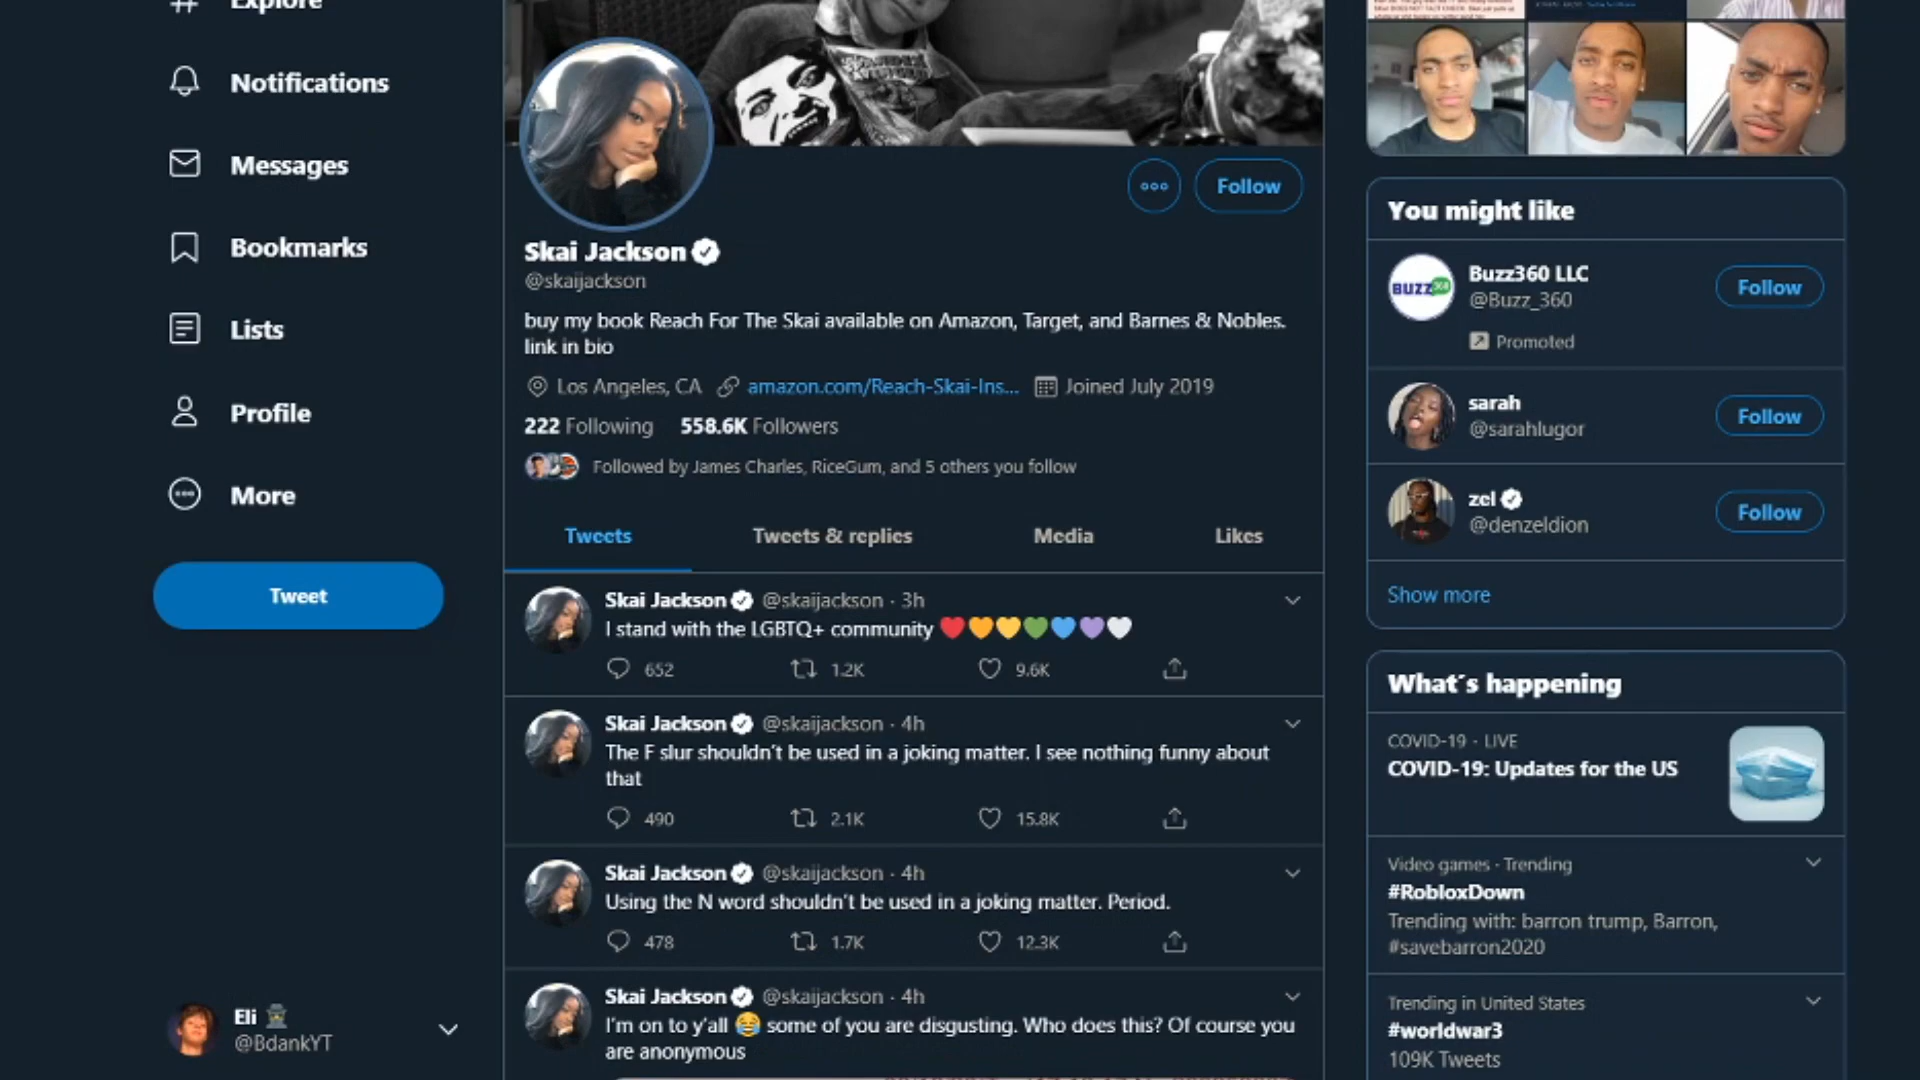 Explore
Notifications
Messages
Bookmarks
Lists
Profile
More
Tweet
Eli
@BdankYT
Follow
Skai Jackson
@skaijackson
buy my book Reach For The Skai available on Amazon, Target, and Barnes & Nobles.
link in bio
Los Angeles, CA amazon.com/Reach-Skai-Ins... Joined July 2019
222 Following 558.6K Followers
Followed by James Charles, RiceGum, and 5 others you follow
Tweets Tweets & replies Media Likes
Skai Jackson @skaijackson · 3h
I stand with the LGBTQ+ community ❤️🧡💛💚💙💜🤍
652 1.2K 9.6K
Skai Jackson @skaijackson · 4h
The F slur shouldn't be used in a joking matter. I see nothing funny about
that
490 2.1K 15.8K
Skai Jackson @skaijackson · 4h
Using the N word shouldn't be used in a joking matter. Period.
478 1.7K 12.3K
Skai Jackson @skaijackson · 4h
I'm on to y'all 😂 some of you are disgusting. Who does this? Of course you
are anonymous
You might like
BUZZ360
Buzz360 LLC
@Buzz_360
Follow
Promoted
sarah
@sarahlugor
Follow
zel
@denzeldion
Follow
Show more
What's happening
COVID-19 · LIVE
COVID-19: Updates for the US
Video games · Trending
#RobloxDown
Trending with: barron trump, Barron,
#savebarron2020
Trending in United States
#worldwar3
109K Tweets